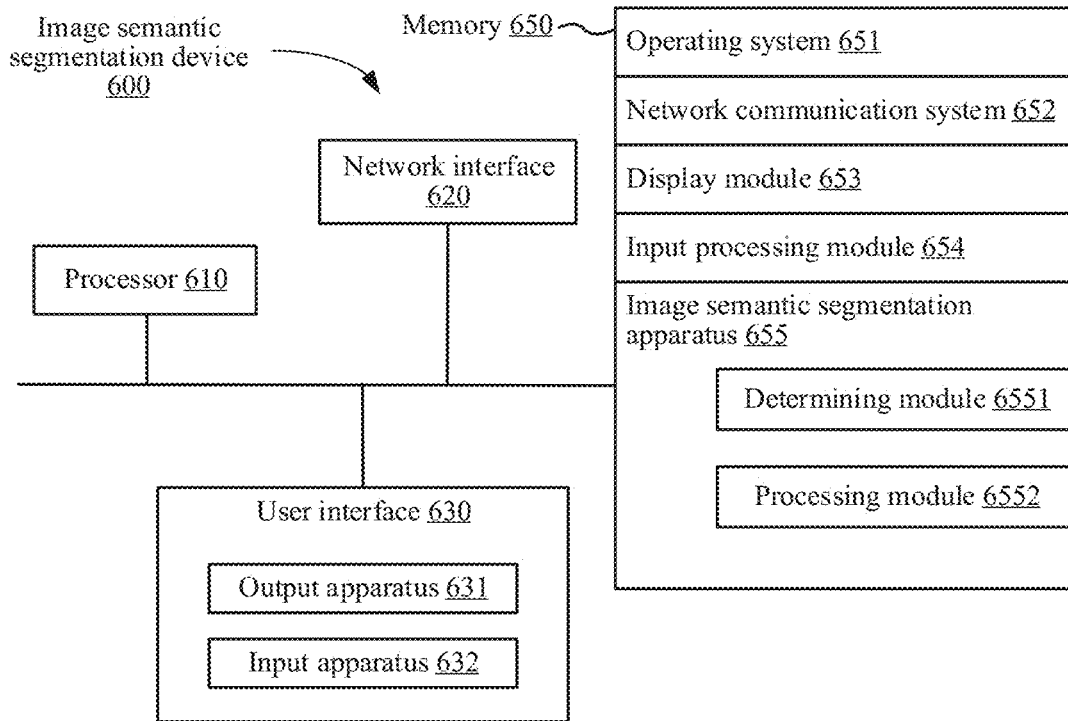 Image semantic
segmentation device
600
Memory 650
Operating system 651
Network communication system 652
Display module 653
Input processing module 654
Image semantic segmentation
apparatus 655
Determining module 6551
Processing module 6552
Network interface
620
Processor 610
User interface 630
Output apparatus 631
Input apparatus 632